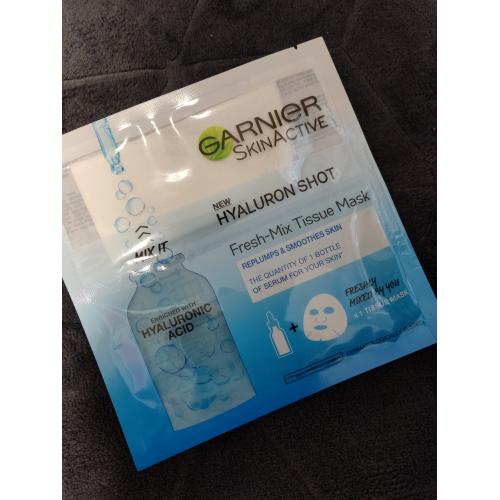 GARNIER
SKINACTIVE
NEW
HYALURON SHOT
Fresh-Mix Tissue Mask
REPLUMPS & SMOOTHES SKIN
THE QUANTITY OF 1 BOTTLE
OF SERUM FOR YOUR SKIN*
MIX IT
ENRICHED WITH
HYALURONIC
ACID
+
FRESHLY
MIXED BY YOU
x 1 TISSUE MASK